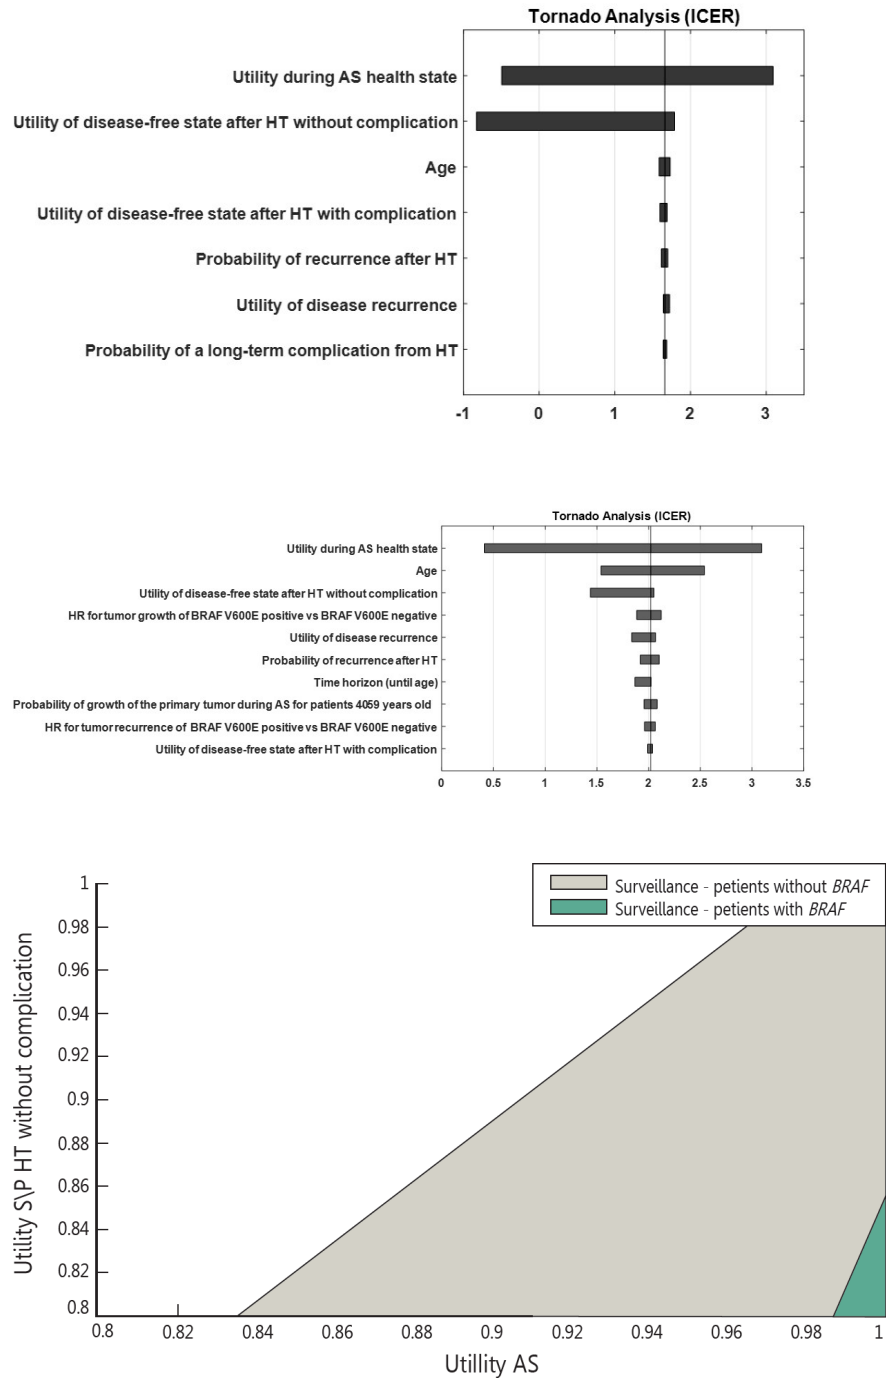 Tornado Analysis (ICER)
Utility during AS health state
Utility of disease-free state after HT without complication
Age
Utility of disease-free state after HT with complication
Probability of recurrence after HT
Utility of disease recurrence
Probability of a long-term complication from HT
-1 0 1 2 3
Tornado Analysis (ICER)
Utility during AS health state
Age
Utility of disease-free state after HT without complication
HR for tumor growth of BRAF V600E positive vs BRAF V600E negative
Utility of disease recurrence
Probability of recurrence after HT
Time horizon (until age)
Probability of growth of the primary tumor during AS for patients 4059 years old
HR for tumor recurrence of BRAF V600E positive vs BRAF V600E negative
Utility of disease-free state after HT with complication
0 0.5 1 1.5 2 2.5 3 3.5
Surveillance - petients without BRAF
Surveillance - petients with BRAF
Utility S\P HT without complication
1
0.98
0.96
0.94
0.92
0.9
0.88
0.86
0.84
0.82
0.8
0.8 0.82 0.84 0.86 0.88 0.9 0.92 0.94 0.96 0.98 1
Utillity AS